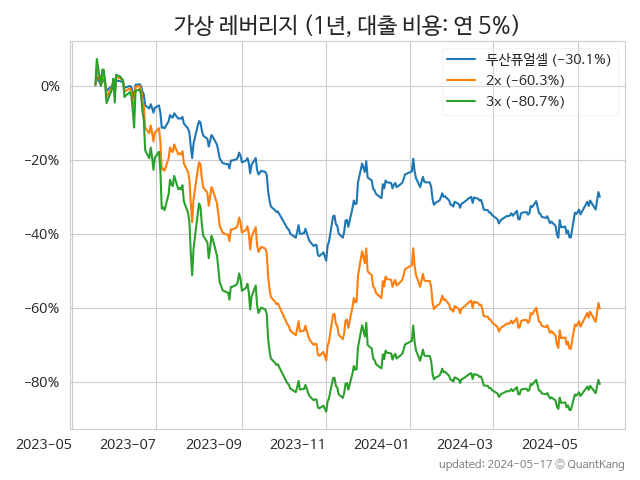 가상 레버리지 (1년, 대출 비용: 연 5%)
두산퓨얼셀 (−30.1%)
2x (−60.3%)
3x (−80.7%)
0%
−20%
−40%
−60%
−80%
2023−05 2023−07 2023−09 2023−11 2024−01 2024−03 2024−05
updated: 2024−05−17 © QuantKang